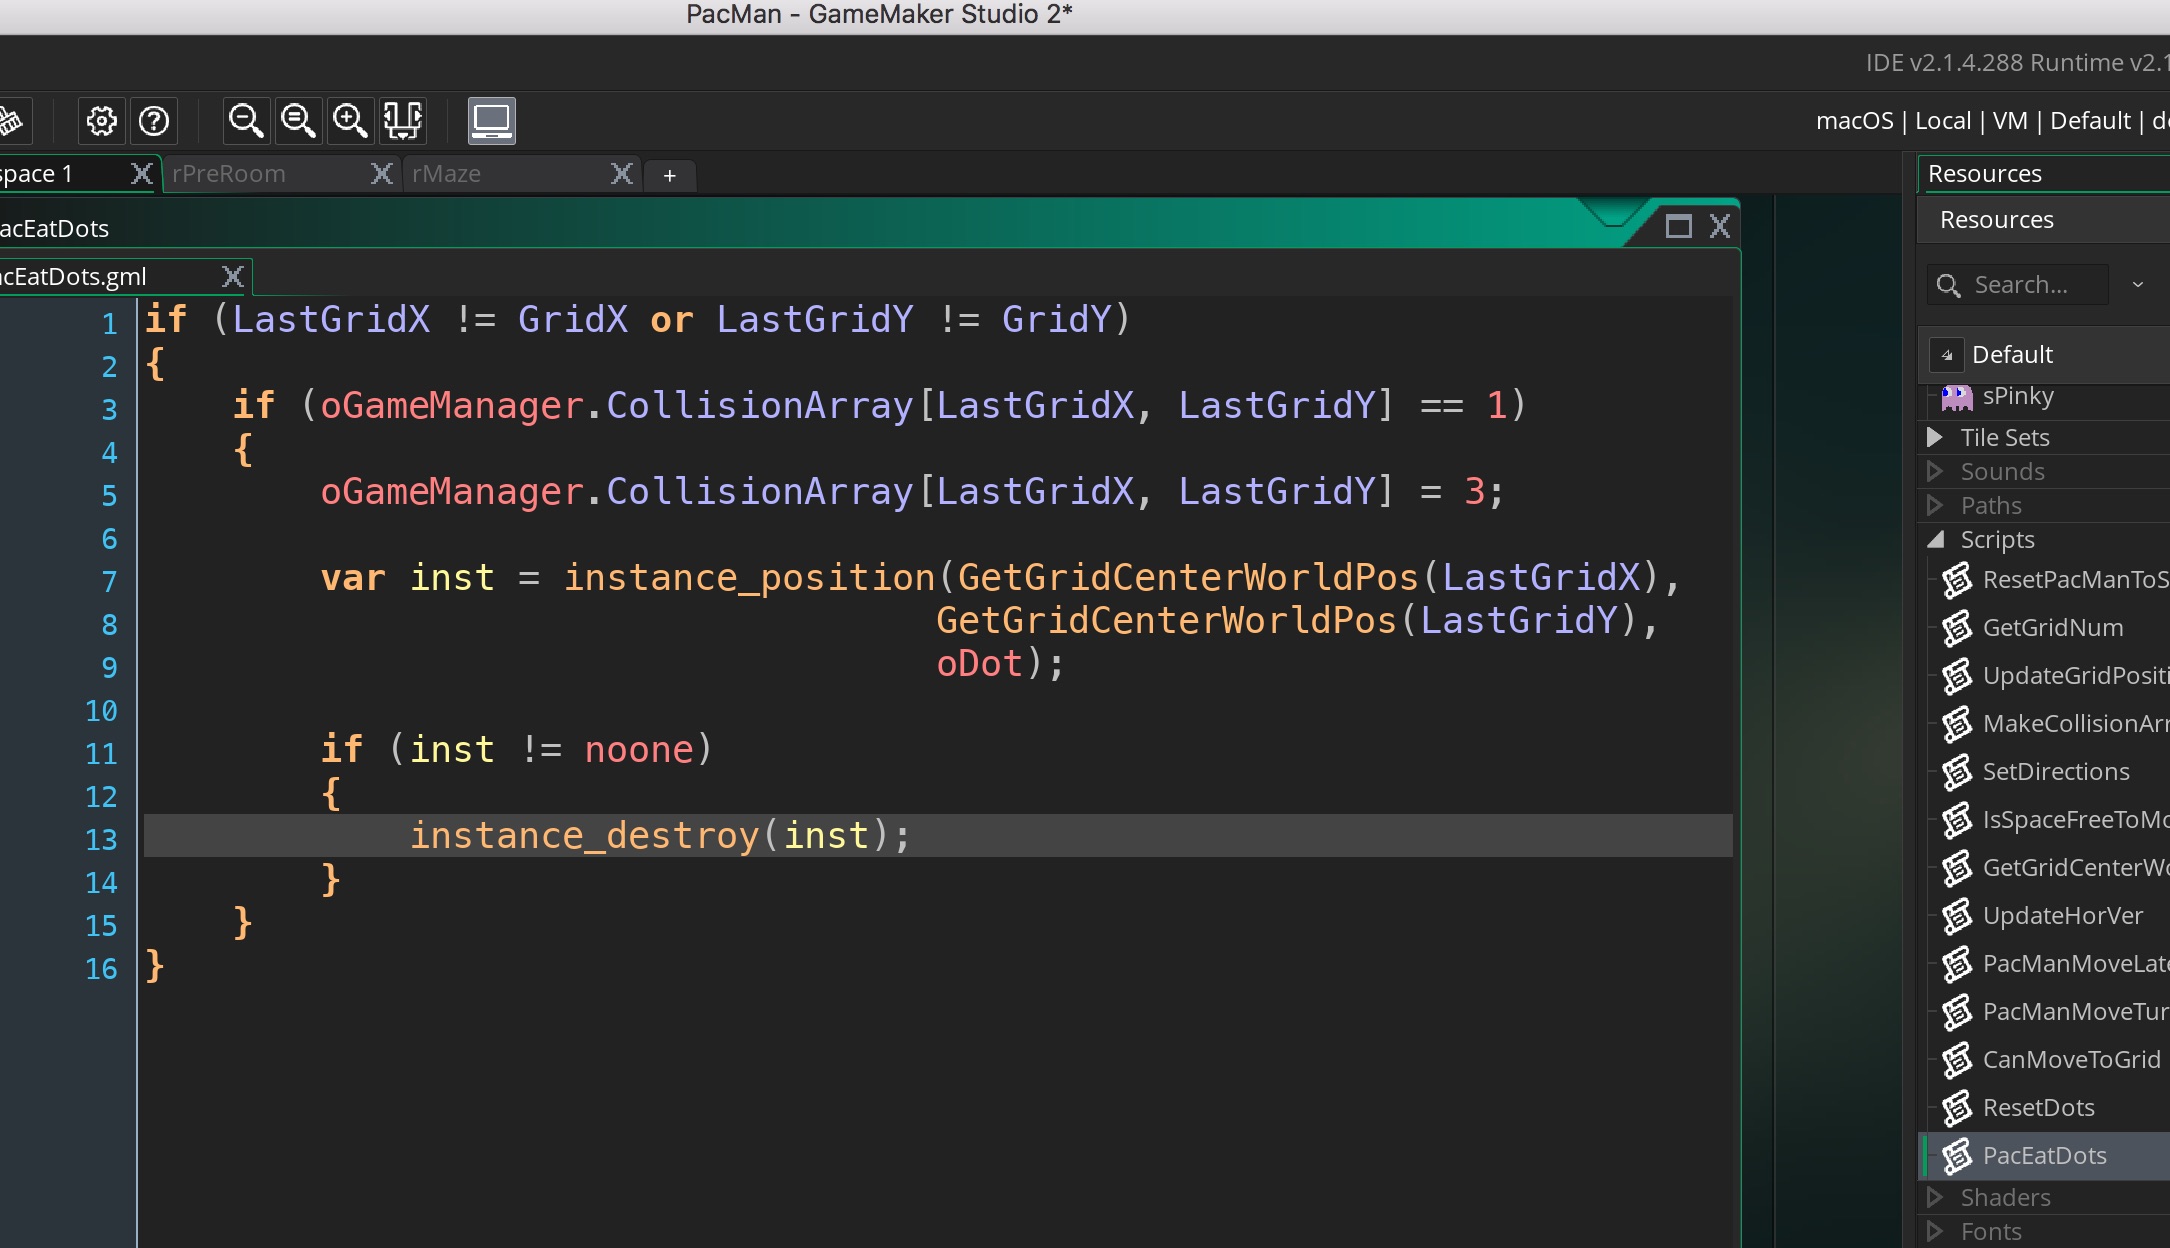 PacMan - GameMaker Studio 2*
IDE v2.1.4.288 Runtime v2.1
macOS | Local | VM | Default | de
space 1
rPreRoom
rMaze
+
acEatDots
acEatDots.gml
1 if (LastGridX != GridX or LastGridY != GridY)
2 {
3 if (oGameManager.CollisionArray[LastGridX, LastGridY] == 1)
4 {
5 oGameManager.CollisionArray[LastGridX, LastGridY] = 3;
6
7 var inst = instance_position(GetGridCenterWorldPos(LastGridX),
8 GetGridCenterWorldPos(LastGridY),
9 oDot);
10
11 if (inst != noone)
12 {
13 instance_destroy(inst);
14 }
15 }
16 }
Resources
Resources
Search...
Default
sPinky
Tile Sets
Sounds
Paths
Scripts
ResetPacManToS
GetGridNum
UpdateGridPositi
MakeCollisionArr
SetDirections
IsSpaceFreeToMo
GetGridCenterWo
UpdateHorVer
PacManMoveLate
PacManMoveTur
CanMoveToGrid
ResetDots
PacEatDots
Shaders
Fonts